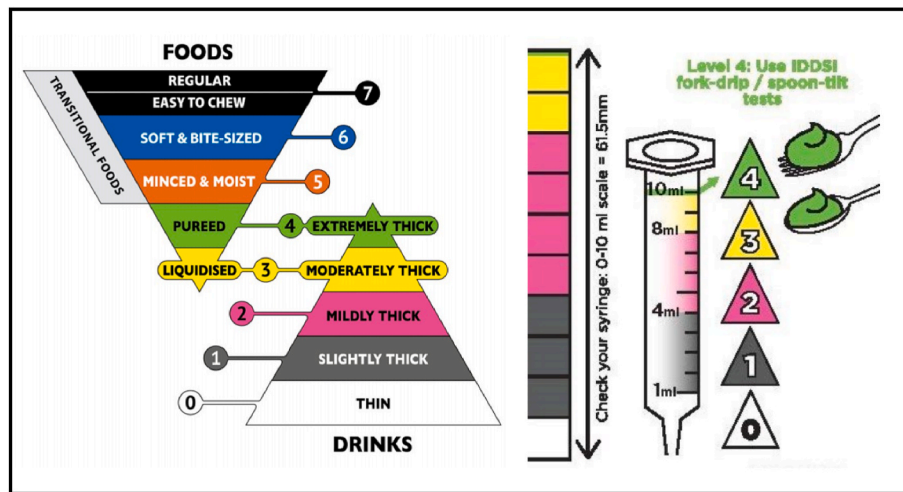 FOODS
REGULAR
EASY TO CHEW
7
TRANSITIONAL FOODS
SOFT & BITE-SIZED
6
MINCED & MOIST
5
PUREED
4
EXTREMELY THICK
LIQUIDISED
3
MODERATELY THICK
2
MILDLY THICK
1
SLIGHTLY THICK
0
THIN
DRINKS
Check your syringe: 0-10 ml scale = 61.5mm
Level 4: Use IDDSI
fork-drip / spoon-tilt
tests
10ml
8ml
4ml
1ml
4
3
2
1
0